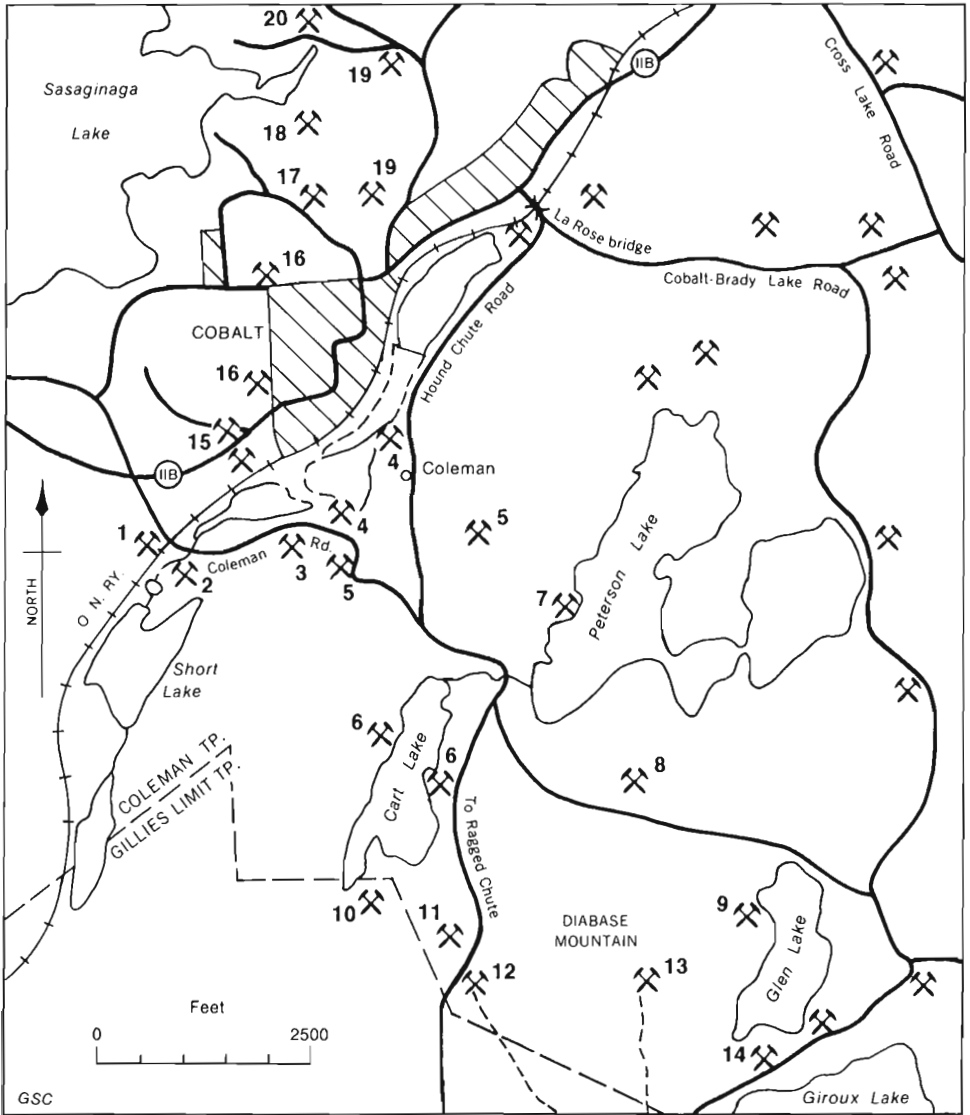 20
19
Sasaginaga
Lake
18
17
19
16
IIB
Cross Lake Road
La Rose bridge
Cobalt-Brady Lake Road
COBALT
16
Hound Chute Road
15
IIB
4
Coleman
NORTH
1
2
Coleman Rd.
3
4
5
5
O. N. RY.
7
Peterson Lake
Short
Lake
6
Cart Lake
6
8
COLEMAN TP.
GILLIES LIMIT TP.
To Ragged Chute
10
11
12
DIABASE
MOUNTAIN
13
9
Glen Lake
14
Feet
0
2500
GSC
Giroux Lake